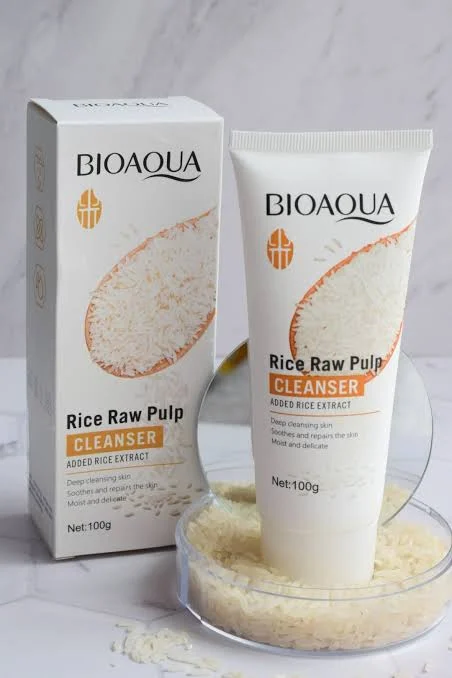 BIOAQUA
BIOAQUA
Rice Raw Pulp
CLEANSER
ADDED RICE EXTRACT
Deep cleansing skin
Soothes and repairs the skin
Moist and delicate
Net:100g
BIOAQUA
Rice Raw Pulp
CLEANSER
ADDED RICE EXTRACT
Deep cleansing skin
Soothes and repairs the skin
Moist and delicate
Net:100g